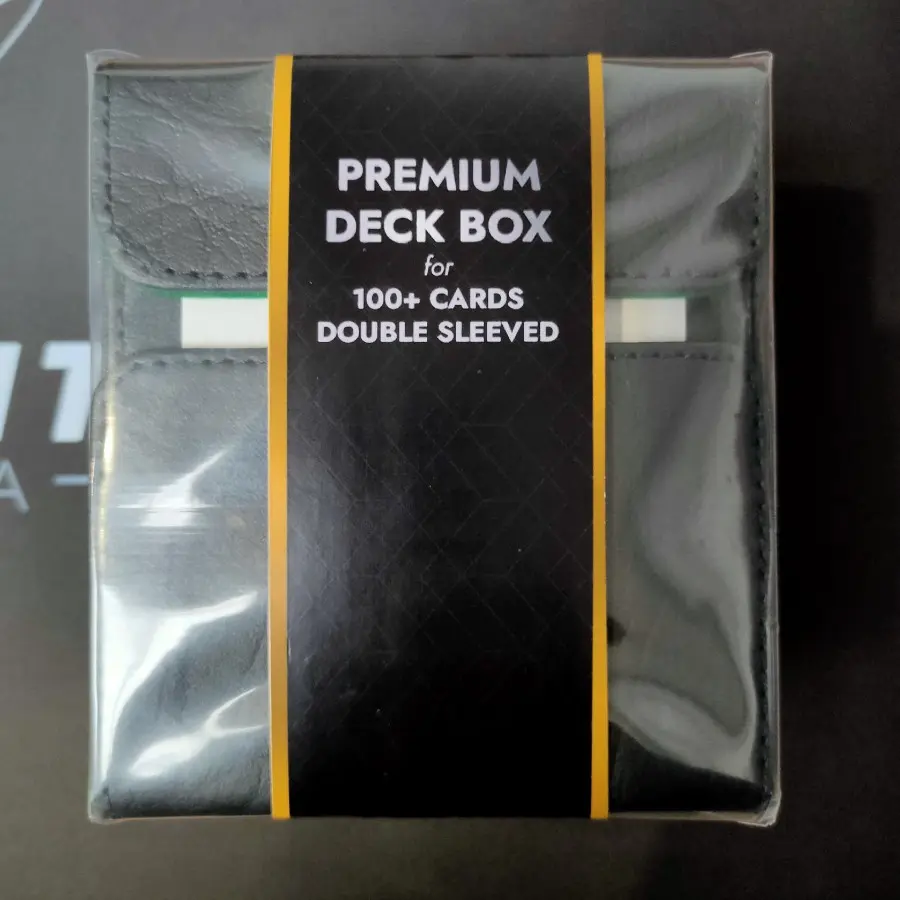 PREMIUM
DECK BOX
for
100+ CARDS
DOUBLE SLEEVED